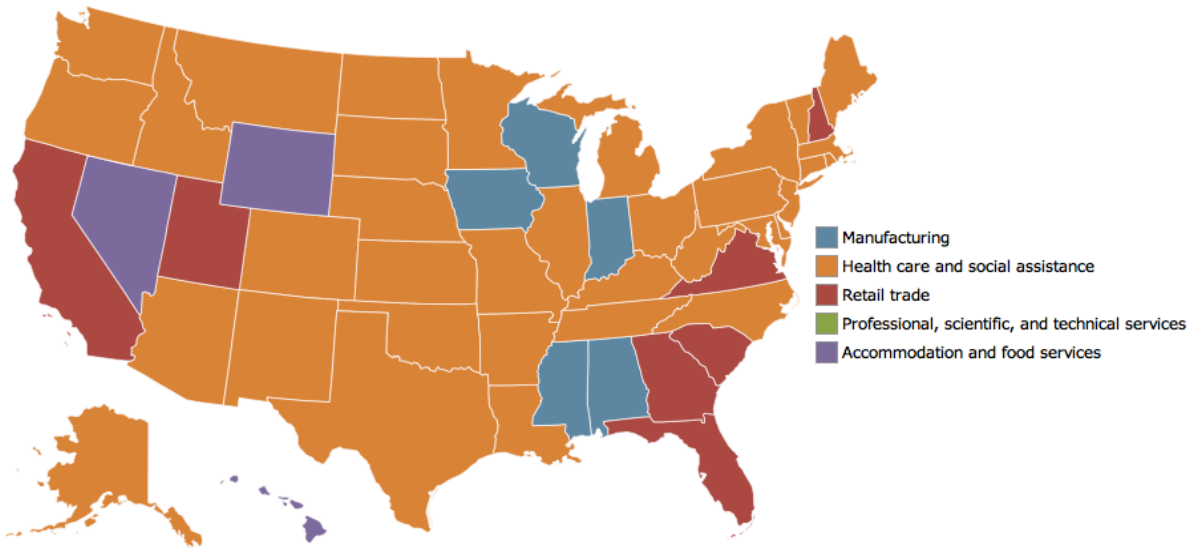 Manufacturing
Health care and social assistance
Retail trade
Professional, scientific, and technical services
Accommodation and food services